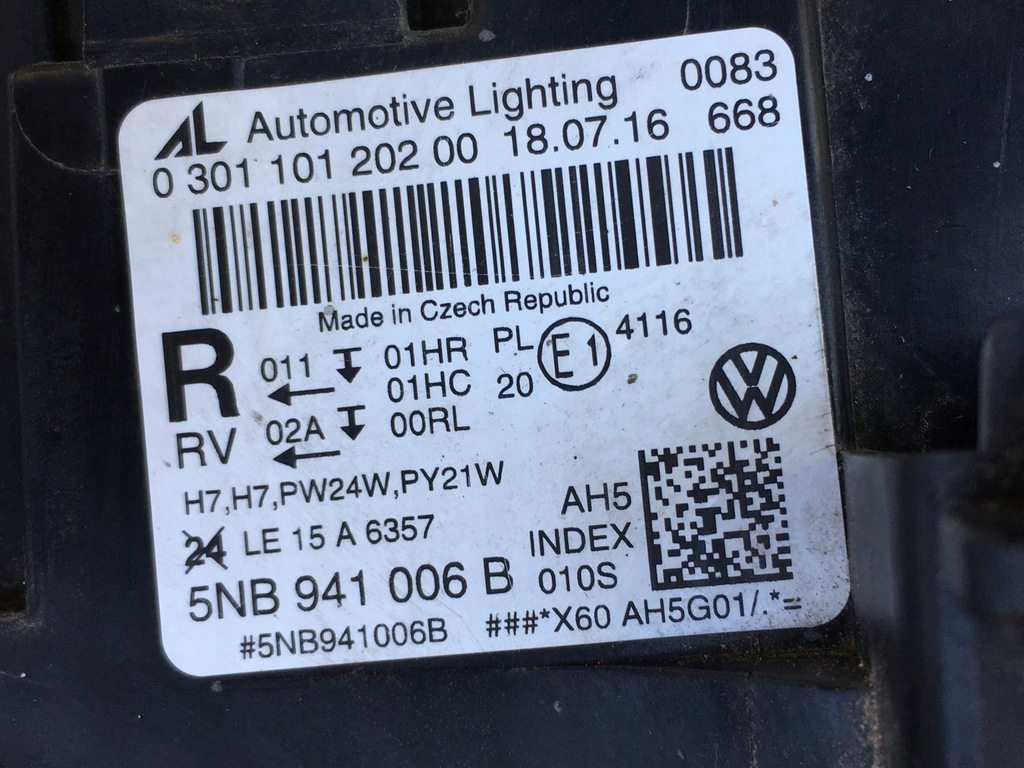 AL Automotive Lighting 0083
0 301 101 202 00 18.07.16 668
Made in Czech Republic
R 011 01HR PL E1 4116
01HC 20
RV 02A 00RL
H7,H7,PW24W,PY21W
24 LE 15 A 6357
AH5
INDEX
010S
5NB 941 006 B
#5NB941006B ###*X60 AH5G01/.*=